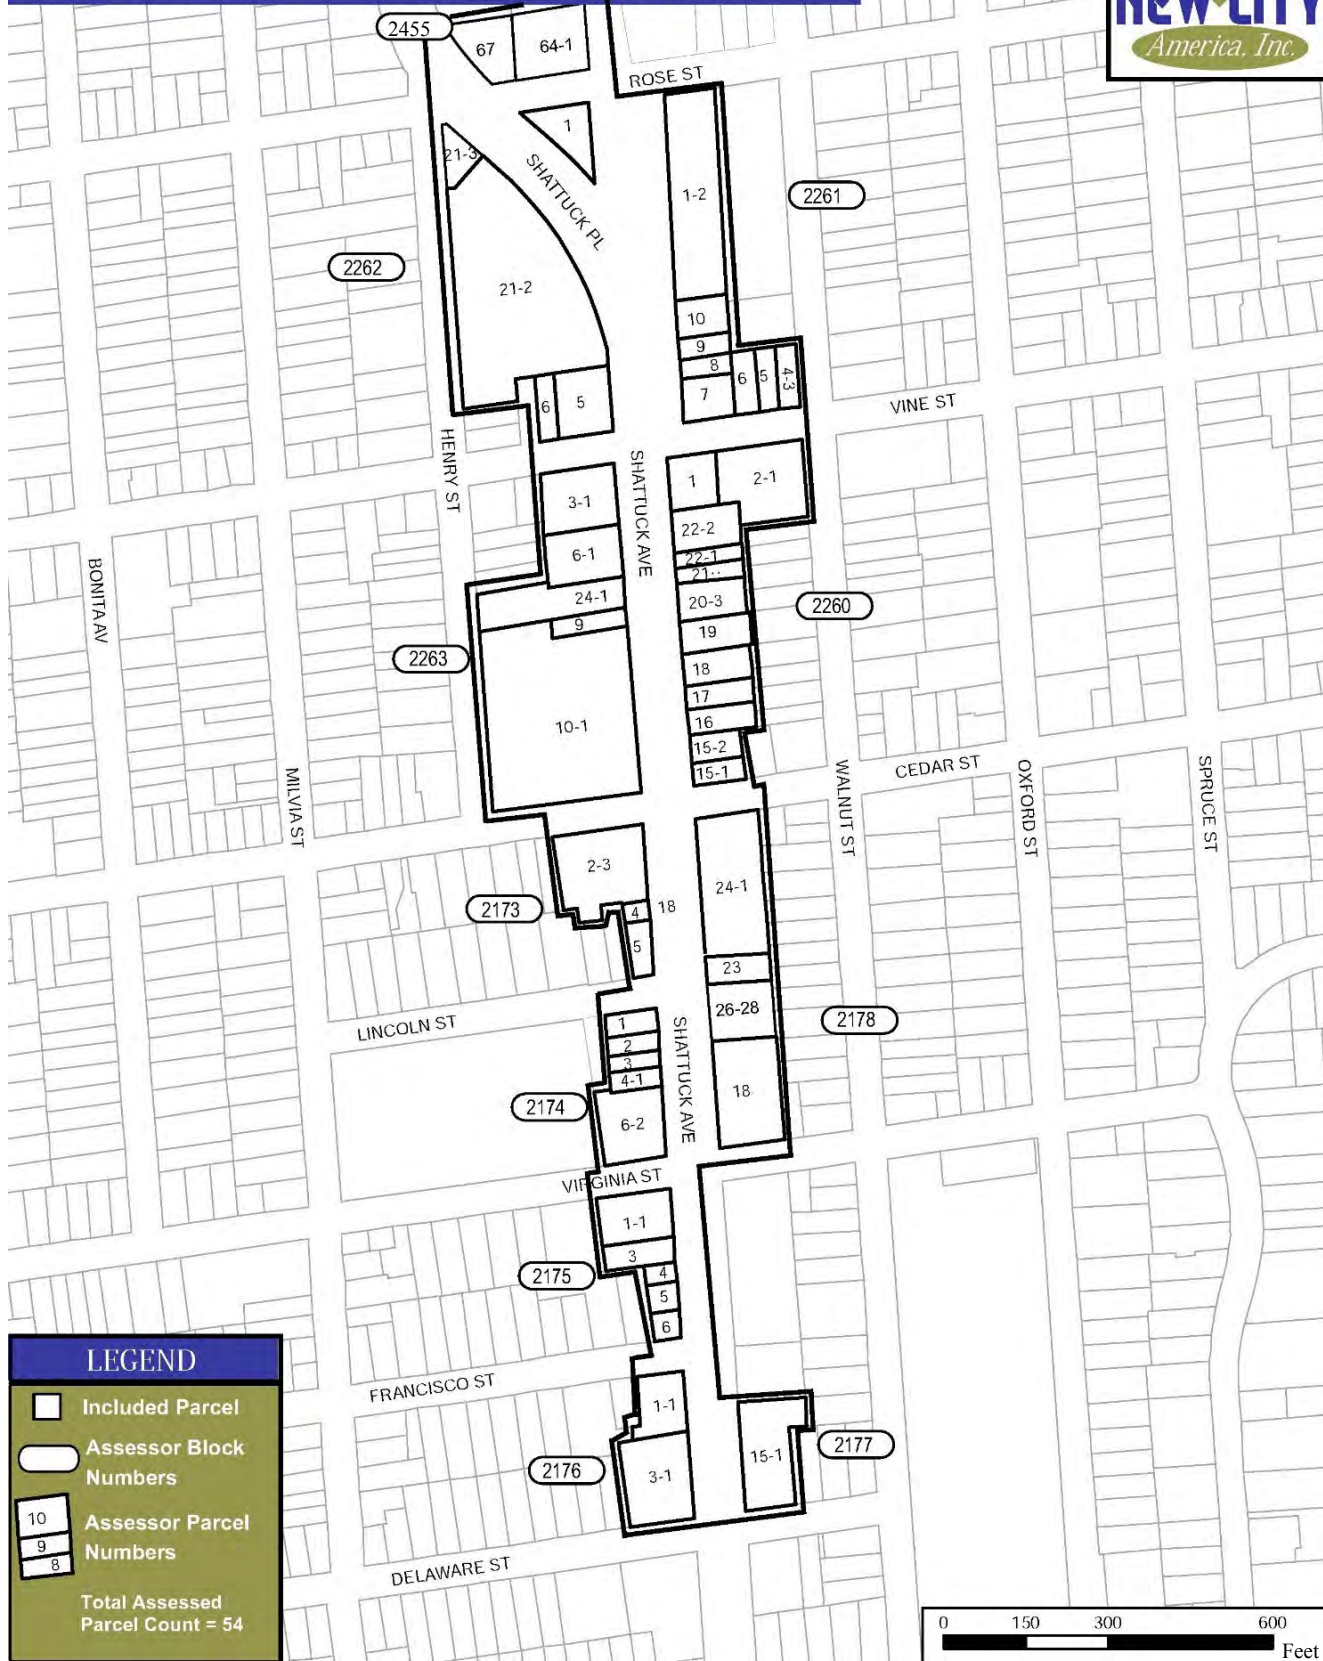 NEW CITY
America, Inc.
2455
67
64-1
ROSE ST
1
21-3
SHATTUCK PL
1-2
2261
2262
21-2
10
9
8
7
6
5
4-3
6
5
VINE ST
HENRY ST
SHATTUCK AVE
1
2-1
3-1
22-2
6-1
22-1
21
BONITA AV
24-1
20-3
2260
9
19
2263
18
17
10-1
16
15-2
15-1
CEDAR ST
MILVIA ST
WALNUT ST
OXFORD ST
SPRUCE ST
2-3
24-1
2173
4
18
5
23
26-28
LINCOLN ST
1
SHATTUCK AVE
2178
2
3
4-1
18
2174
6-2
VIRGINIA ST
1-1
3
2175
4
5
6
FRANCISCO ST
1-1
2177
15-1
2176
3-1
DELAWARE ST
LEGEND
Included Parcel
Assessor Block
Numbers
10
9
8
Assessor Parcel
Numbers
Total Assessed
Parcel Count = 54
0 150 300 600
Feet